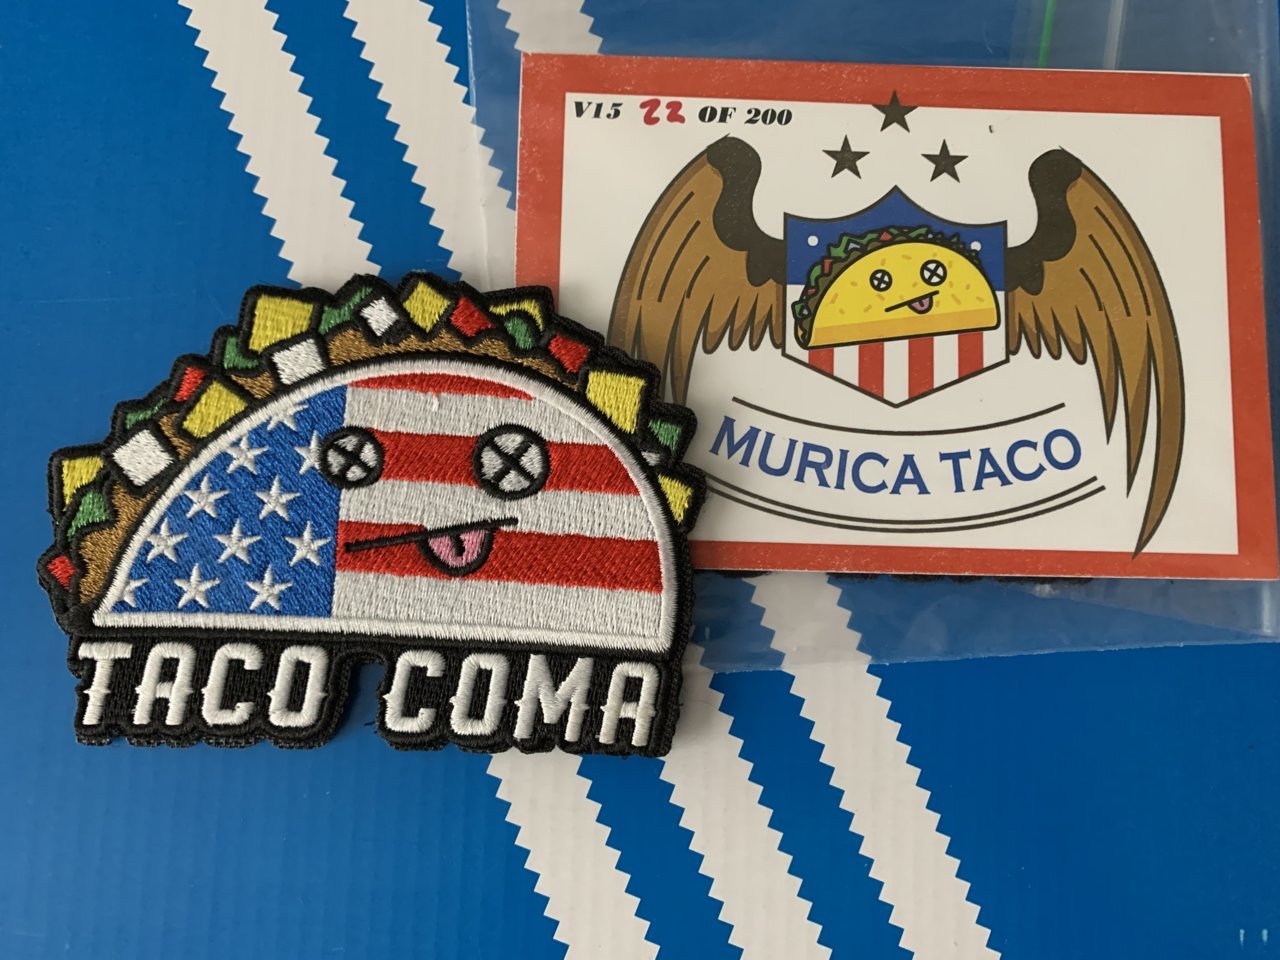 V15 22 OF 200
MURICA TACO
TACO COMA